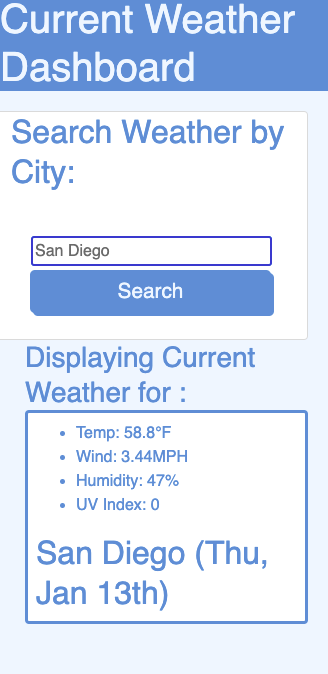 Current Weather
Dashboard
Search Weather by
City:
San Diego
Search
Displaying Current
Weather for :
• Temp: 58.8°F
• Wind: 3.44MPH
• Humidity: 47%
• UV Index: 0
San Diego (Thu,
Jan 13th)